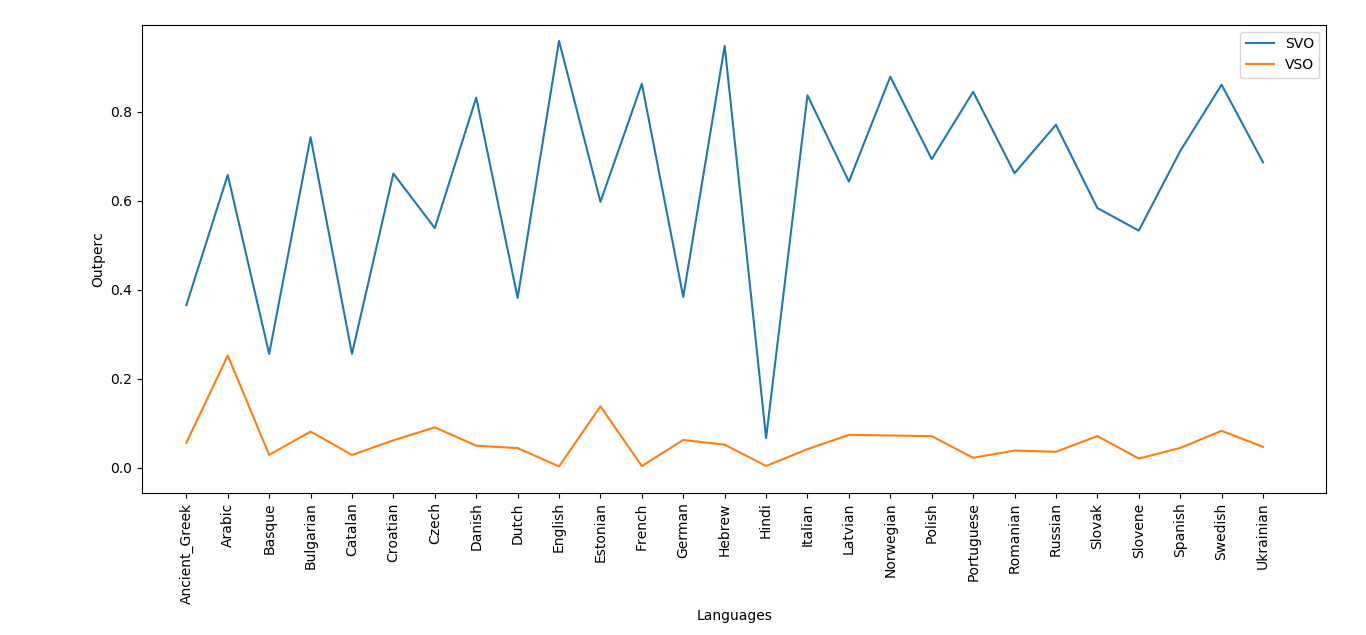 SVO
VSO
0.8
0.6
0.4
0.2
0.0
Outperc
Ancient_Greek
Arabic
Basque
Bulgarian
Catalan
Croatian
Czech
Danish
Dutch
English
Estonian
French
German
Hebrew
Hindi
Italian
Latvian
Norwegian
Polish
Portuguese
Romanian
Russian
Slovak
Slovene
Spanish
Swedish
Ukrainian
Languages